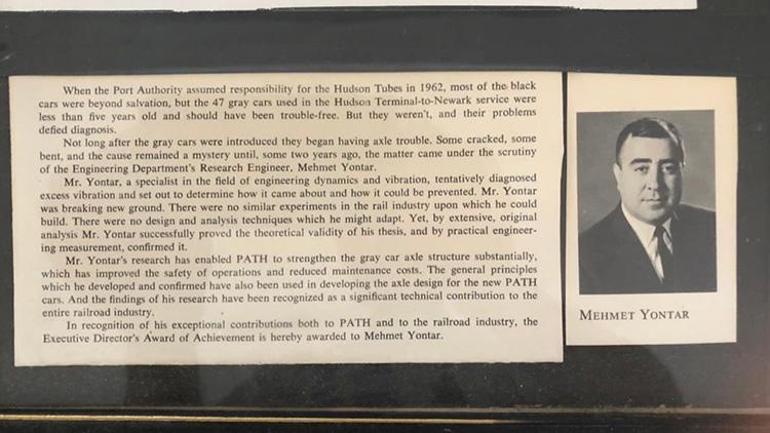 When the Port Authority assumed responsibility for the Hudson Tubes in 1962, most of the black
cars were beyond salvation, but the 47 gray cars used in the Hudson Terminal-to-Newark service were
less than five years old and should have been trouble-free. But they weren't, and their problems
defied diagnosis.
Not long after the gray cars were introduced they began having axle trouble. Some cracked, some
bent, and the cause remained a mystery until, some two years ago, the matter came under the scrutiny
of the Engineering Department's Research Engineer, Mehmet Yontar.
Mr. Yontar, a specialist in the field of engineering dynamics and vibration, tentatively diagnosed
excess vibration and set out to determine how it came about and how it could be prevented. Mr. Yontar
was breaking new ground. There were no similar experiments in the rail industry upon which he could
build. There were no design and analysis techniques which he might adapt. Yet, by extensive, original
analysis Mr. Yontar successfully proved the theoretical validity of his thesis, and by practical engineer-
ing measurement, confirmed it.
Mr. Yontar's research has enabled PATH to strengthen the gray car axle structure substantially,
which has improved the safety of operations and reduced maintenance costs. The general principles
which he developed and confirmed have also been used in developing the axle design for the new PATH
cars. And the findings of his research have been recognized as a significant technical contribution to the
entire railroad industry.
In recognition of his exceptional contributions both to PATH and to the railroad industry, the
Executive Director's Award of Achievement is hereby awarded to Mehmet Yontar.
MEHMET YONTAR